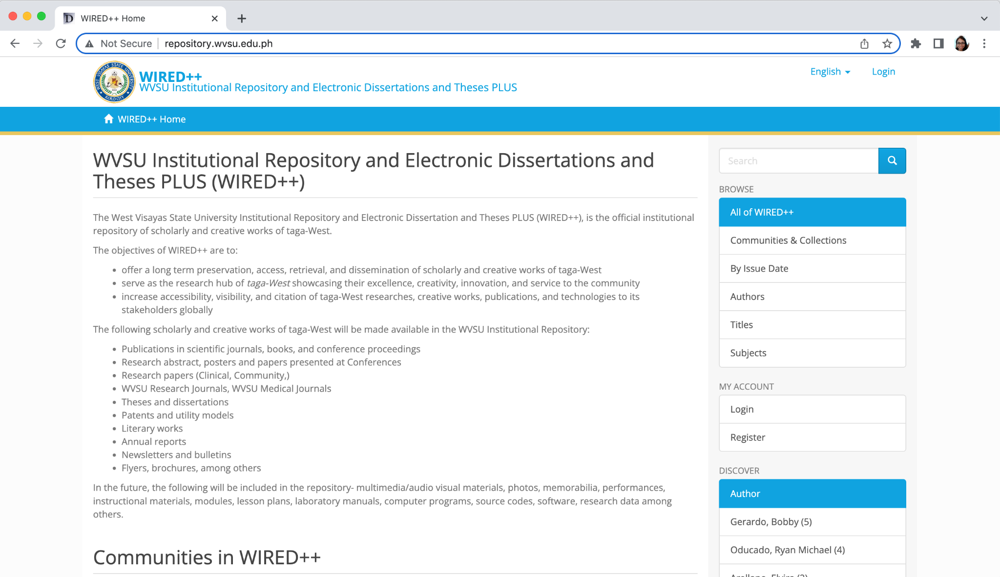 WIRED++ Home
Not Secure
repository.wvsu.edu.ph
WEST VISAYAS STATE UNIVERSITY
ILOILO CITY
WIRED++
WVSU Institutional Repository and Electronic Dissertations and Theses PLUS
English
Login
WIRED++ Home
WVSU Institutional Repository and Electronic Dissertations and
Theses PLUS (WIRED++)
The West Visayas State University Institutional Repository and Electronic Dissertation and Theses PLUS (WIRED++), is the official institutional
repository of scholarly and creative works of taga-West.
The objectives of WIRED++ are to:
offer a long term preservation, access, retrieval, and dissemination of scholarly and creative works of taga-West
serve as the research hub of taga-West showcasing their excellence, creativity, innovation, and service to the community
increase accessibility, visibility, and citation of taga-West researches, creative works, publications, and technologies to its
stakeholders globally
The following scholarly and creative works of taga-West will be made available in the WVSU Institutional Repository:
Publications in scientific journals, books, and conference proceedings
Research abstract, posters and papers presented at Conferences
Research papers (Clinical, Community,)
WVSU Research Journals, WVSU Medical Journals
Theses and dissertations
Patents and utility models
Literary works
Annual reports
Newsletters and bulletins
Flyers, brochures, among others
In the future, the following will be included in the repository- multimedia/audio visual materials, photos, memorabilia, performances,
instructional materials, modules, lesson plans, laboratory manuals, computer programs, source codes, software, research data among
others.
Communities in WIRED++
Search
BROWSE
All of WIRED++
Communities & Collections
By Issue Date
Authors
Titles
Subjects
MY ACCOUNT
Login
Register
DISCOVER
Author
Gerardo, Bobby (5)
Oducado, Ryan Michael (4)